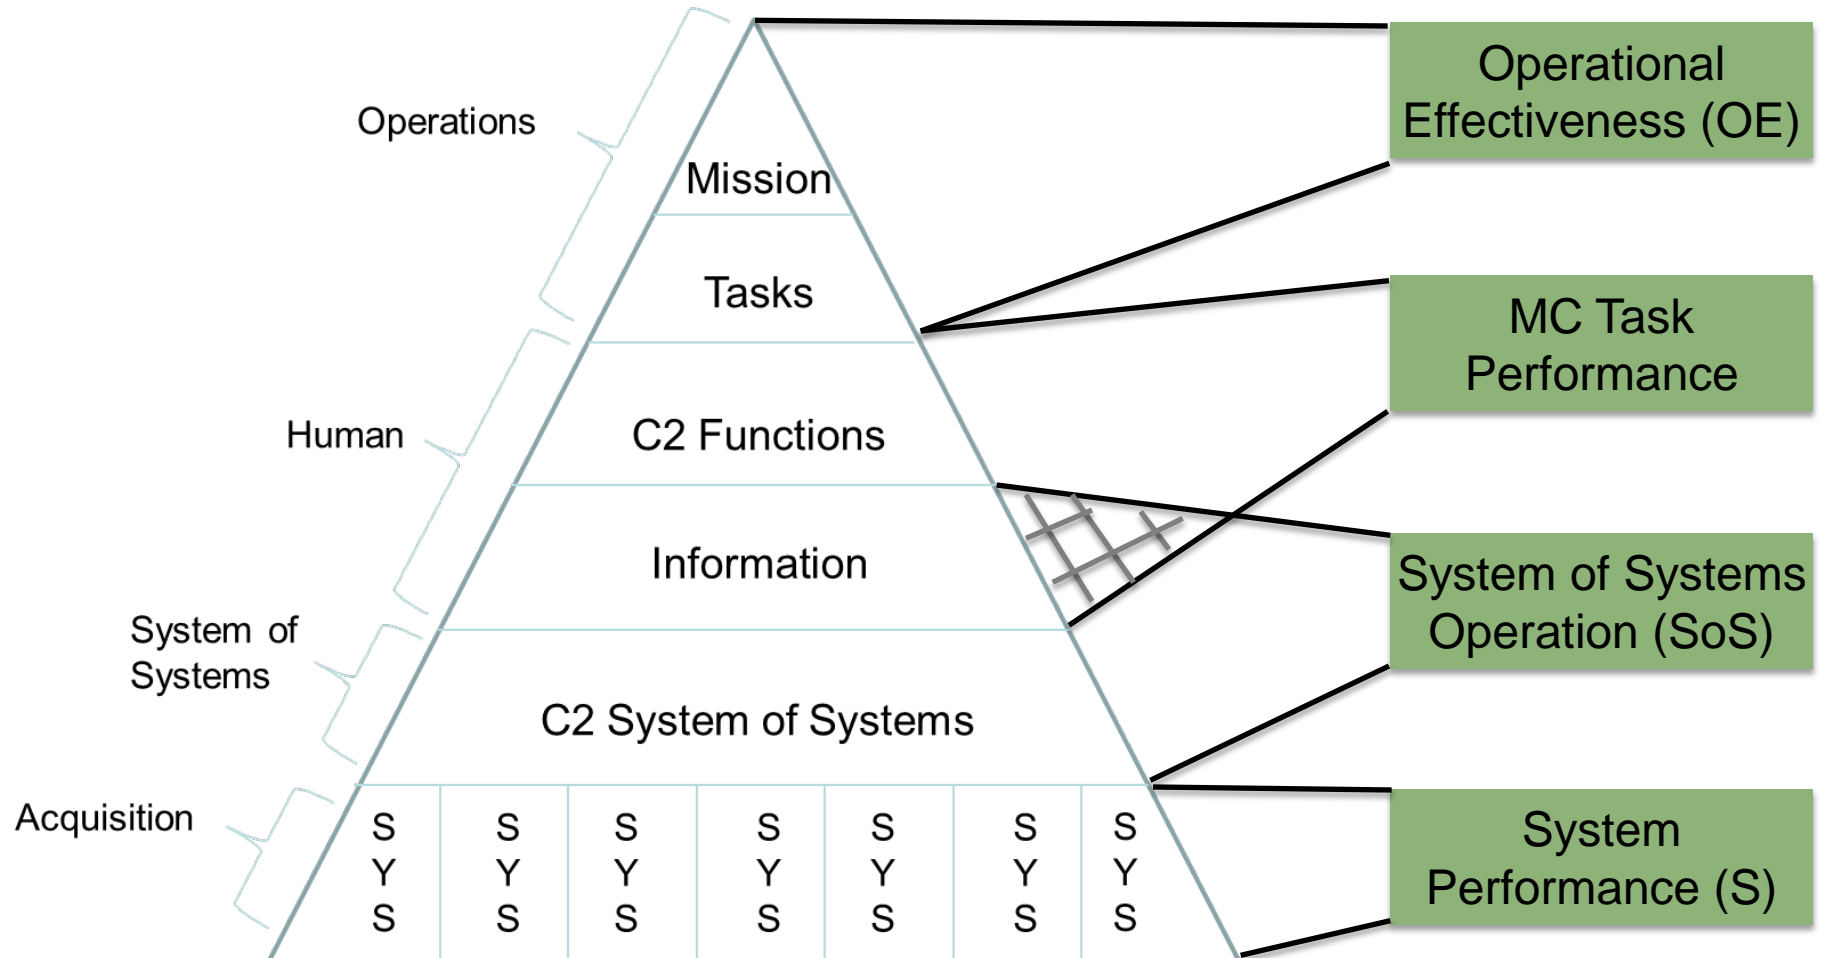 Operations
Human
System of
Systems
Acquisition
Mission
Tasks
C2 Functions
Information
C2 System of Systems
S Y S
S Y S
S Y S
S Y S
S Y S
S Y S
S Y S
Operational
Effectiveness (OE)
MC Task
Performance
System of Systems
Operation (SoS)
System
Performance (S)